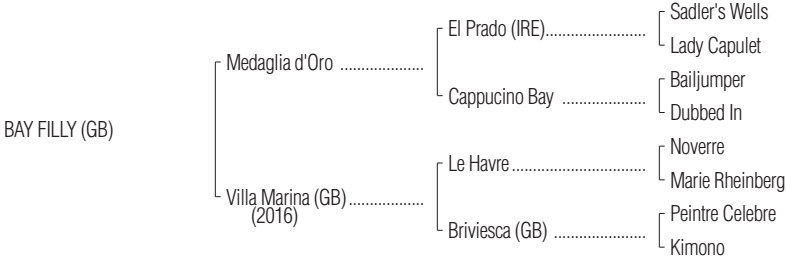 Sadler's Wells
El Prado (IRE)........................
Lady Capulet
Medaglia d'Oro ....................
Bailjumper
Cappucino Bay ....................
Dubbed In
BAY FILLY (GB)
Noverre
Le Havre................................
Marie Rheinberg
Villa Marina (GB)..................
(2016)
Peintre Celebre
Briviesca (GB) ......................
Kimono